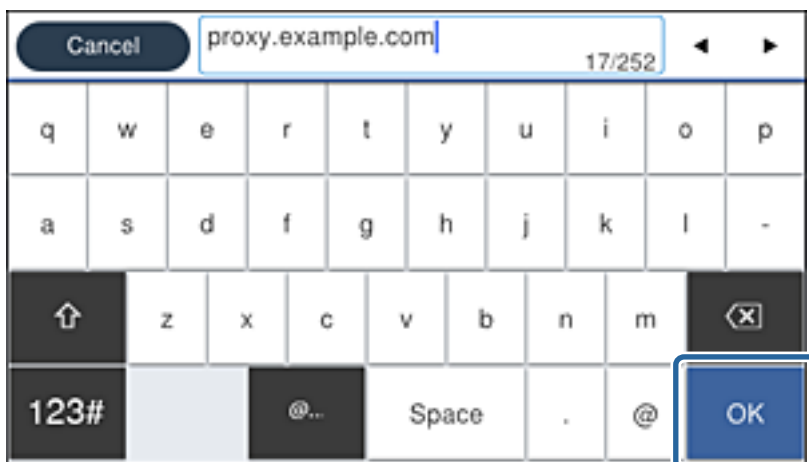 Cancel proxy.example.com
17/252 ◀ ▶
q w e r t y u i o p
a s d f g h j k l -
z x c v b n m
123# @... Space . @ OK